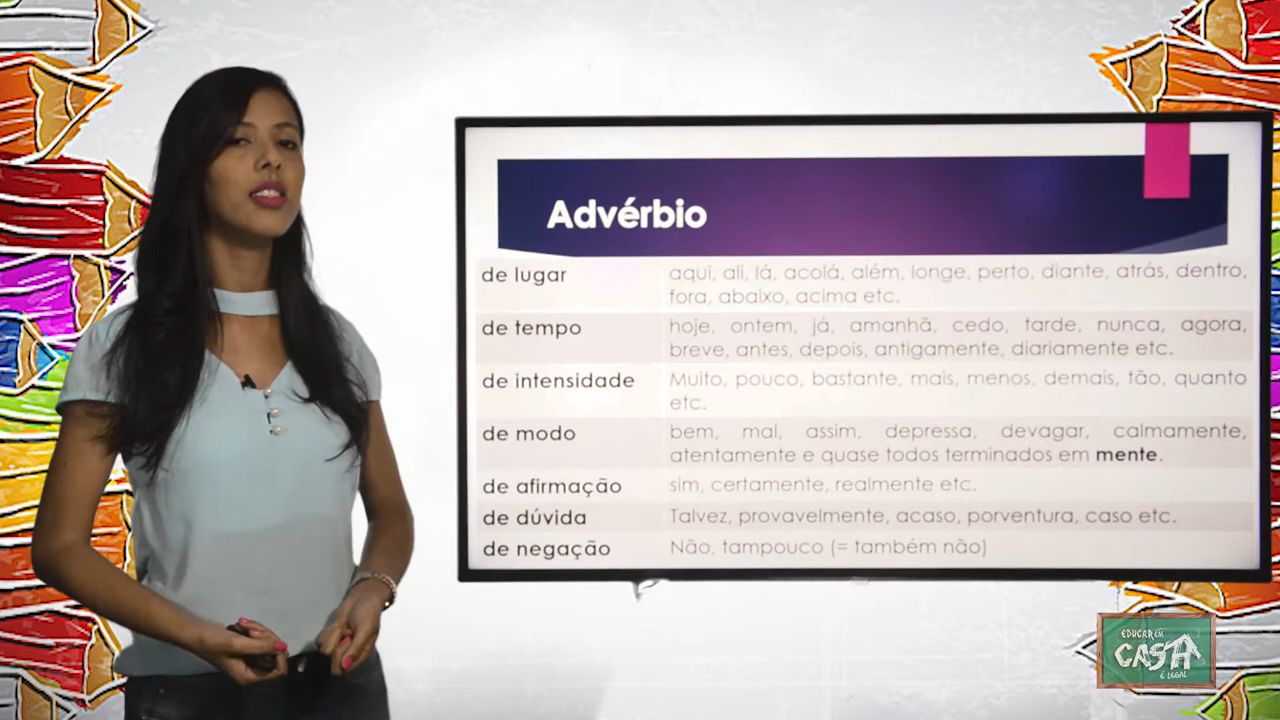 Advérbio
de lugar aqui, ali, lá, acolá, além, longe, perto, diante, atrás, dentro,
fora, abaixo, acima etc.
de tempo hoje, ontem, já, amanhã, cedo, tarde, nunca, agora,
breve, antes, depois, antigamente, diariamente etc.
de intensidade Muito, pouco, bastante, mais, menos, demais, tão, quanto
etc.
de modo bem, mal, assim, depressa, devagar, calmamente,
atentamente e quase todos terminados em mente.
de afirmação sim, certamente, realmente etc.
de dúvida Talvez, provavelmente, acaso, porventura, caso etc.
de negação Não, tampouco (= também não)
EDUCAR EM
CASA
É LEGAL